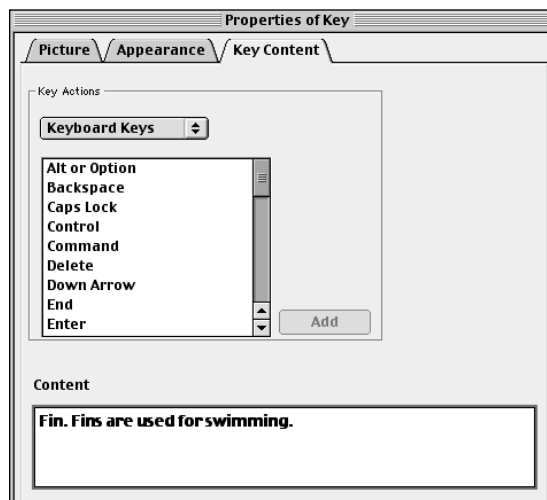 Properties of Key
Picture Appearance Key Content
Key Actions
Keyboard Keys
Alt or Option
Backspace
Caps Lock
Control
Command
Delete
Down Arrow
End
Enter
Add
Content
Fin. Fins are used for swimming.